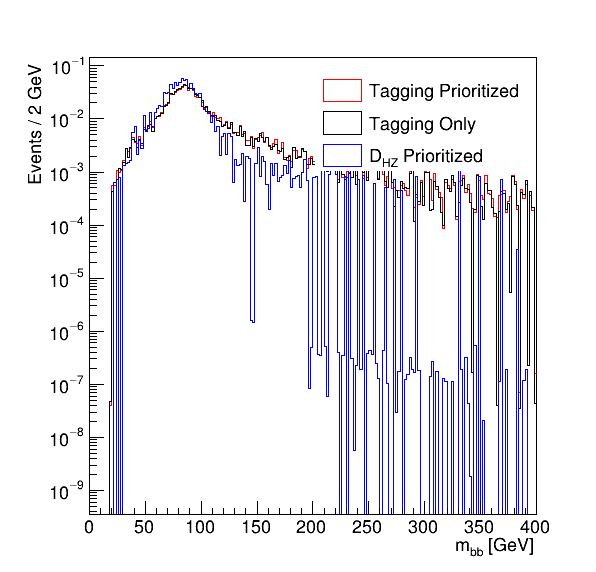 Events / 2 GeV
10⁻¹
10⁻²
10⁻³
10⁻⁴
10⁻⁵
10⁻⁶
10⁻⁷
10⁻⁸
10⁻⁹
Tagging Prioritized
Tagging Only
D_HZ Prioritized
0 50 100 150 200 250 300 350 400
m_bb [GeV]